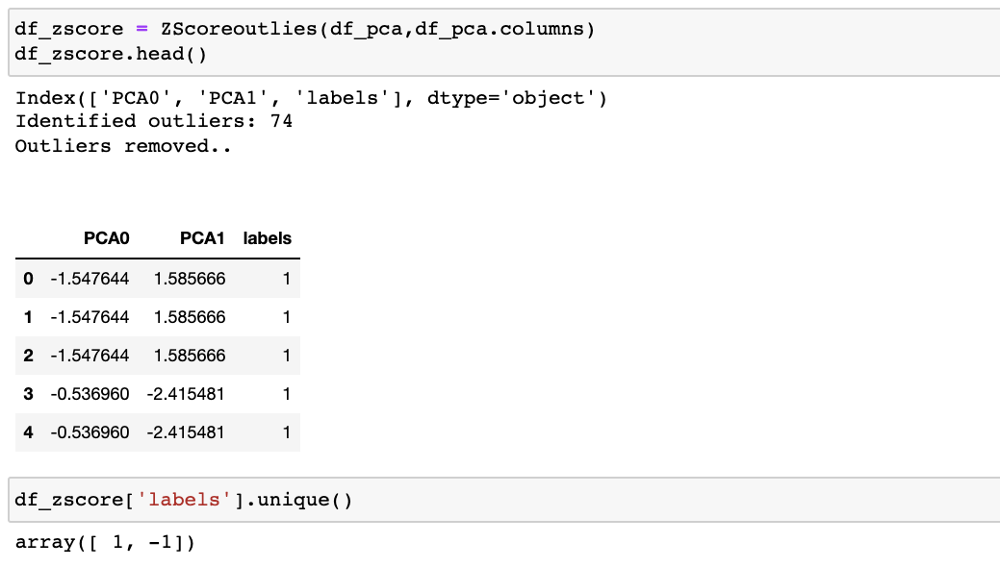 df_zscore = ZScoreoutlies(df_pca,df_pca.columns)
df_zscore.head()
Index(['PCA0', 'PCA1', 'labels'], dtype='object')
Identified outliers: 74
Outliers removed..
PCA0 PCA1 labels
0 -1.547644 1.585666 1
1 -1.547644 1.585666 1
2 -1.547644 1.585666 1
3 -0.536960 -2.415481 1
4 -0.536960 -2.415481 1
df_zscore['labels'].unique()
array([ 1, -1])